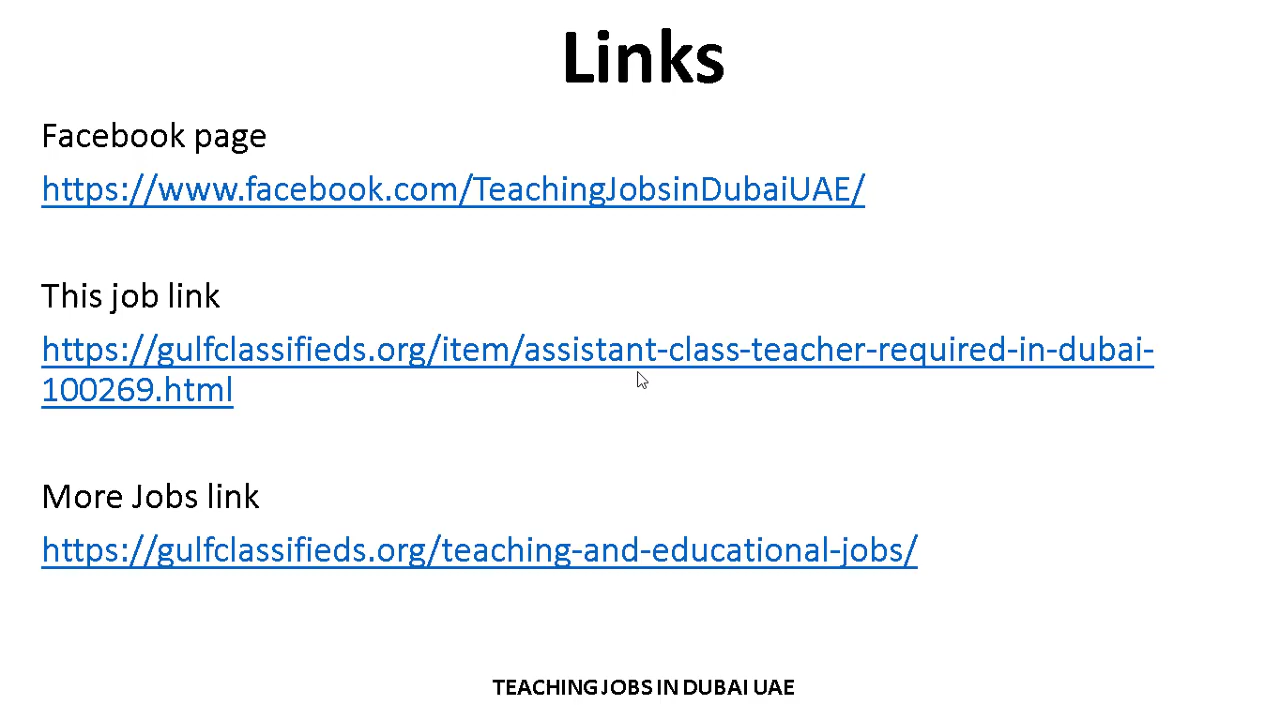 Links
Facebook page
https://www.facebook.com/TeachingJobsinDubaiUAE/
This job link
https://gulfclassifieds.org/item/assistant-class-teacher-required-in-dubai-
100269.html
More Jobs link
https://gulfclassifieds.org/teaching-and-educational-jobs/
TEACHING JOBS IN DUBAI UAE